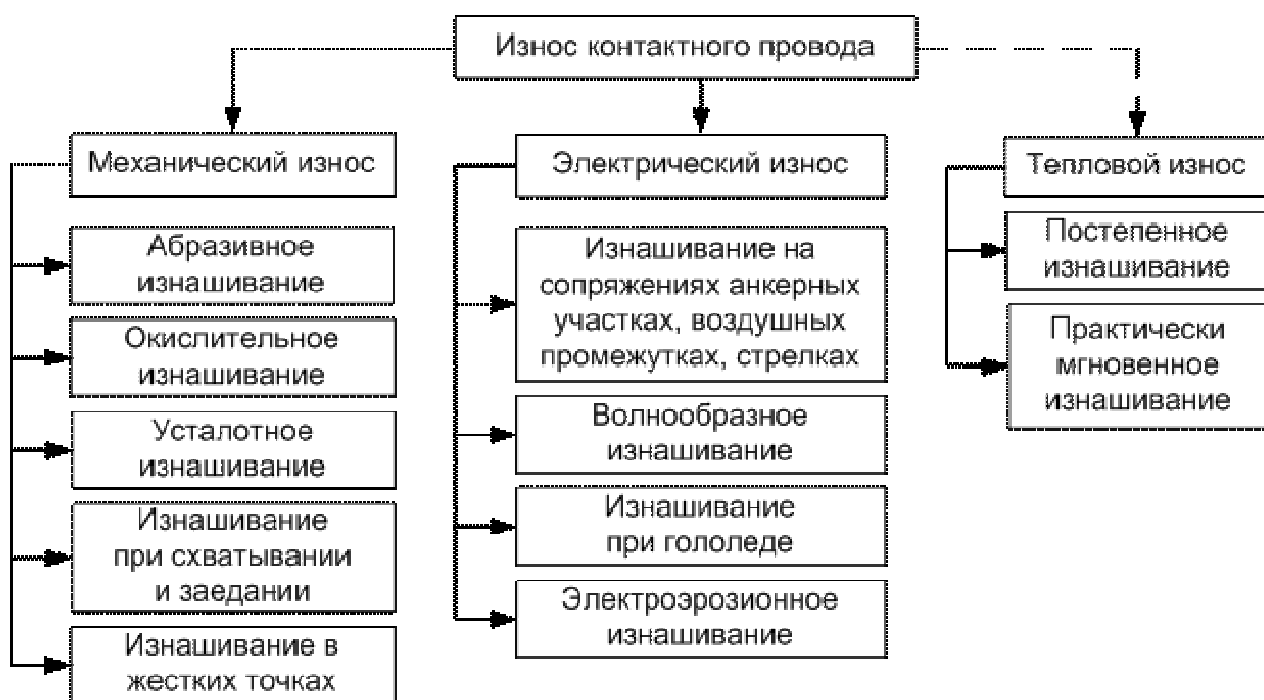 Износ контактного провода
Механический износ
Абразивное
изнашивание
Окислительное
изнашивание
Усталотное
изнашивание
Изнашивание
при схватывании
и заедании
Изнашивание в
жестких точках
Электрический износ
Изнашивание на
сопряжениях анкерных
участках, воздушных
промежутках, стрелках
Волнообразное
изнашивание
Изнашивание
при гололеде
Электроэрозионное
изнашивание
Тепловой износ
Постепенное
изнашивание
Практически
мгновенное
изнашивание